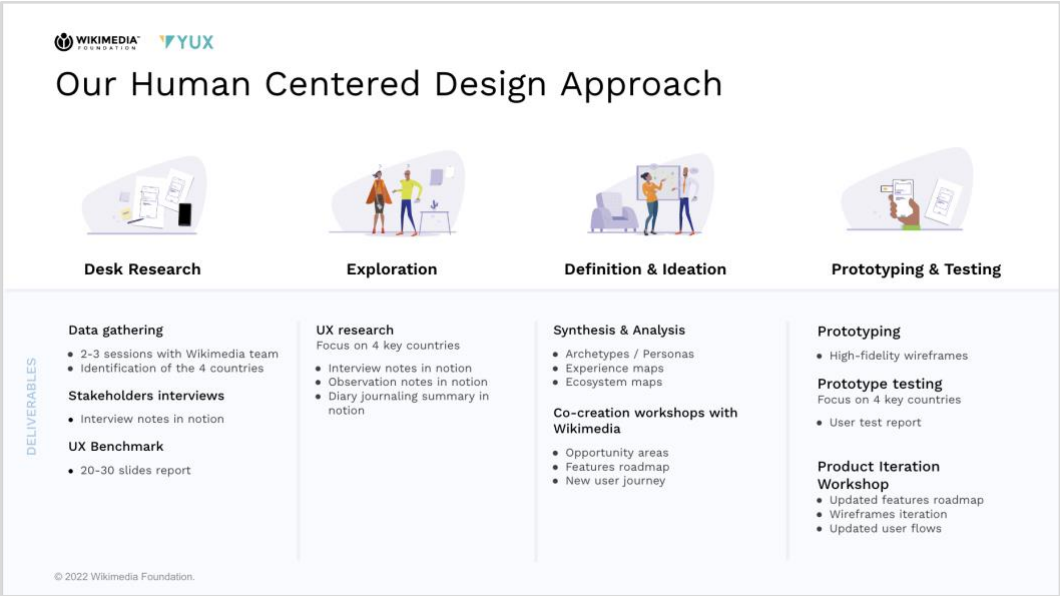 WIKIMEDIA
FOUNDATION
YUX
Our Human Centered Design Approach
Desk Research
Exploration
Definition & Ideation
Prototyping & Testing
DELIVERABLES
Data gathering
• 2-3 sessions with Wikimedia team
• Identification of the 4 countries
Stakeholders interviews
• Interview notes in notion
UX Benchmark
• 20-30 slides report
UX research
Focus on 4 key countries
• Interview notes in notion
• Observation notes in notion
• Diary journaling summary in
notion
Synthesis & Analysis
• Archetypes / Personas
• Experience maps
• Ecosystem maps
Co-creation workshops with
Wikimedia
• Opportunity areas
• Features roadmap
• New user journey
Prototyping
• High-fidelity wireframes
Prototype testing
Focus on 4 key countries
• User test report
Product Iteration
Workshop
• Updated features roadmap
• Wireframes iteration
• Updated user flows
© 2022 Wikimedia Foundation.